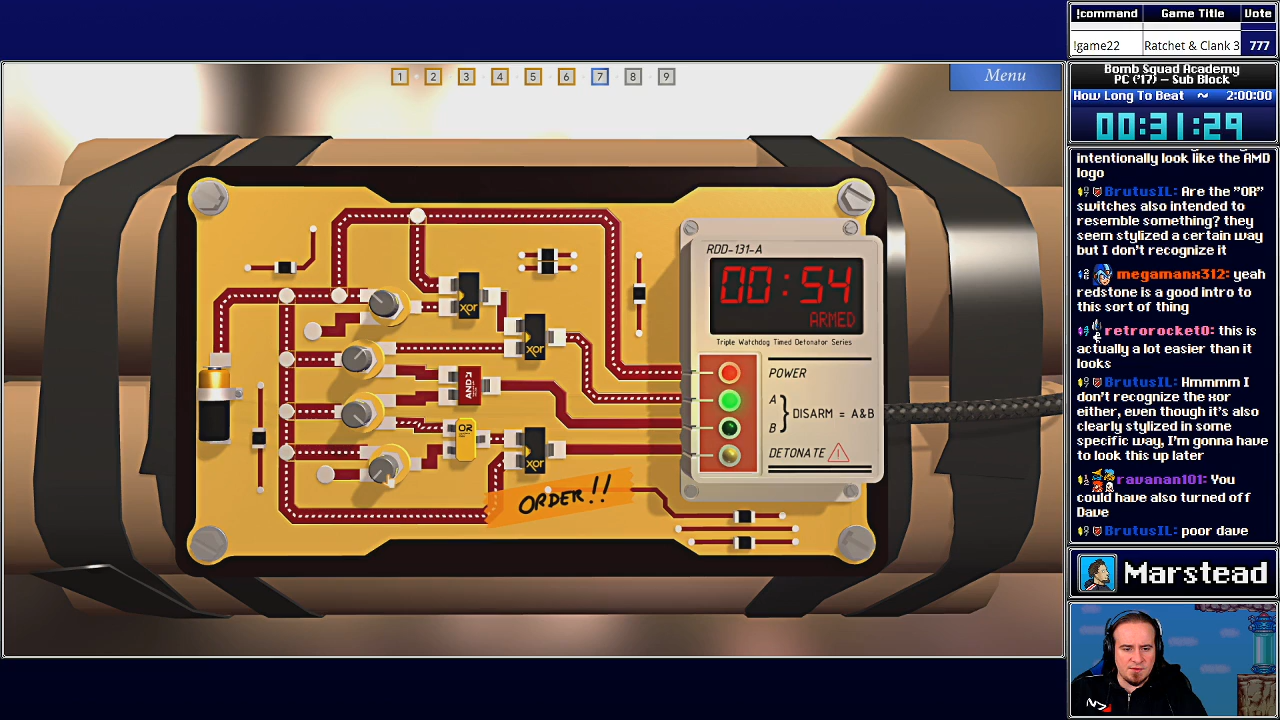 !command Game Title Vote
!game22 Ratchet & Clank 3 777
1 2 3 4 5 6 7 8 9
Menu
Bomb Squad Academy
PC ('17) – Sub Block
How Long To Beat ~ 2:00:00
00:31:29
intentionally look like the AMD
logo
BrutusIL: Are the "OR"
switches also intended to
resemble something? they
seem stylized a certain way
but I don't recognize it
megamanx312: yeah
redstone is a good intro to
this sort of thing
retrorocket0: this is
actually a lot easier than it
looks
BrutusIL: Hmmmm I
don't recognize the xor
either, even though it's also
clearly stylized in some
specific way, I'm gonna have
to look this up later
ravanan101: You
could have also turned off
Dave
BrutusIL: poor dave
Marstead
RDD-131-A
00:54
ARMED
Triple Watchdog Timed Detonator Series
POWER
A
B
DISARM = A&B
DETONATE
xor
xor
AND
OR
xor
ORDER!!